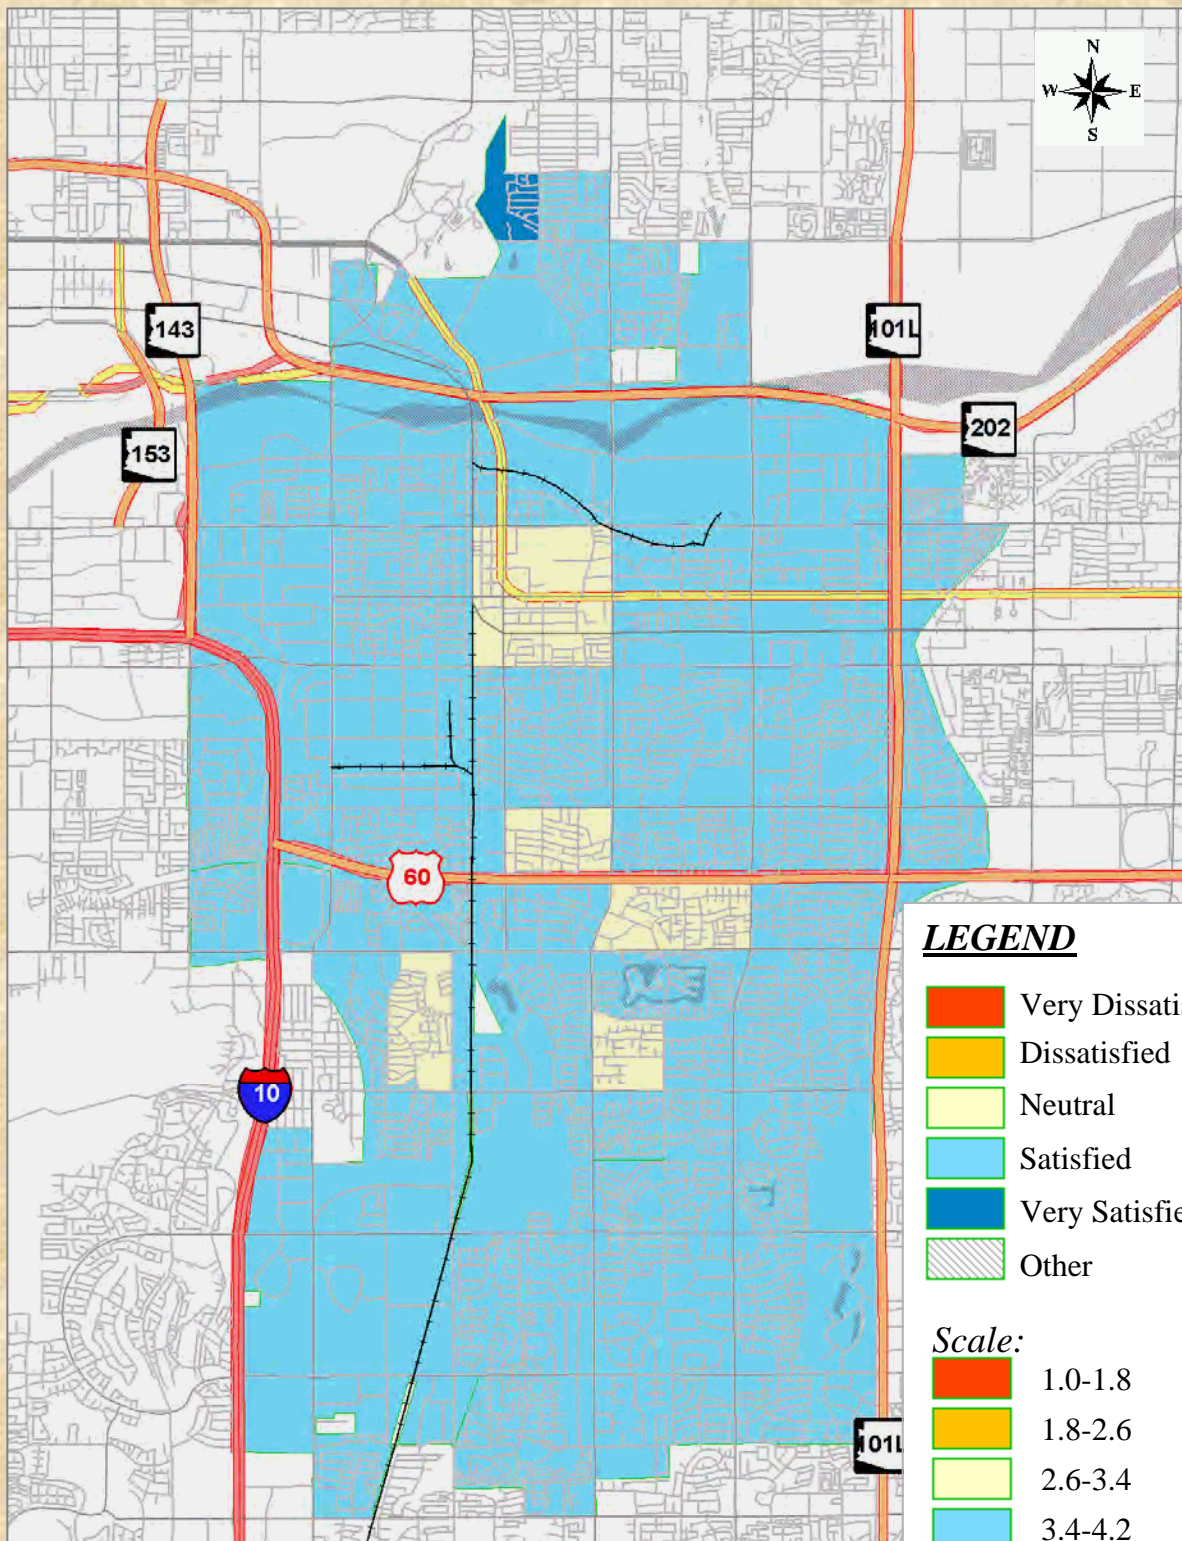 N
W E
S
143
101L
202
153
60
10
LEGEND
Very Dissatis
Dissatisfied
Neutral
Satisfied
Very Satisfie
Other
Scale:
1.0-1.8
1.8-2.6
2.6-3.4
3.4-4.2
101L